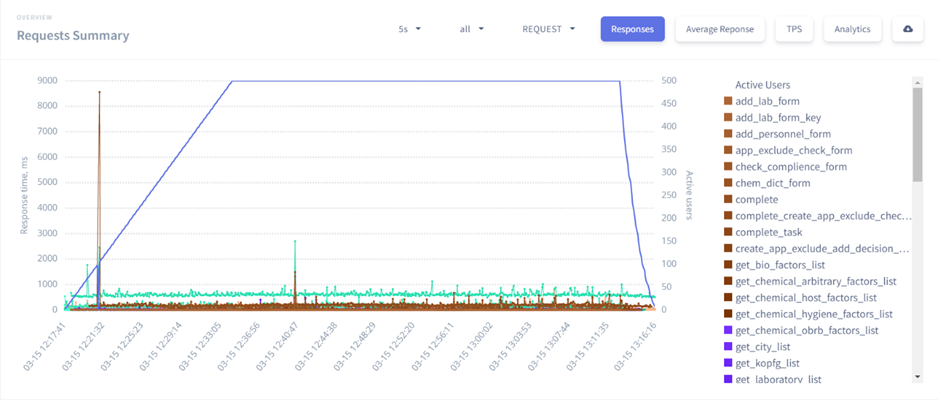 OVERVIEW
Requests Summary
5s
all
REQUEST
Responses
Average Reponse
TPS
Analytics
9000
8000
7000
6000
5000
4000
3000
2000
1000
0
Response time, ms
500
450
400
350
300
250
200
150
100
50
0
Active users
03-15 12:17:41
03-15 12:21:32
03-15 12:25:23
03-15 12:29:14
03-15 12:35:05
03-15 12:36:56
03-15 12:40:47
03-15 12:44:38
03-15 12:48:29
03-15 12:52:20
03-15 12:56:11
03-15 13:00:02
03-15 13:03:53
03-15 13:07:44
03-15 13:11:35
03-15 13:16:16
Active Users
add_lab_form
add_lab_form_key
add_personnel_form
app_exclude_check_form
check_complience_form
chem_dict_form
complete
complete_create_app_exclude_chec...
complete_task
create_app_exclude_add_decision_...
get_bio_factors_list
get_chemical_arbitrary_factors_list
get_chemical_host_factors_list
get_chemical_hygiene_factors_list
get_chemical_obrb_factors_list
get_city_list
get_kopfg_list
get_laboratory_list